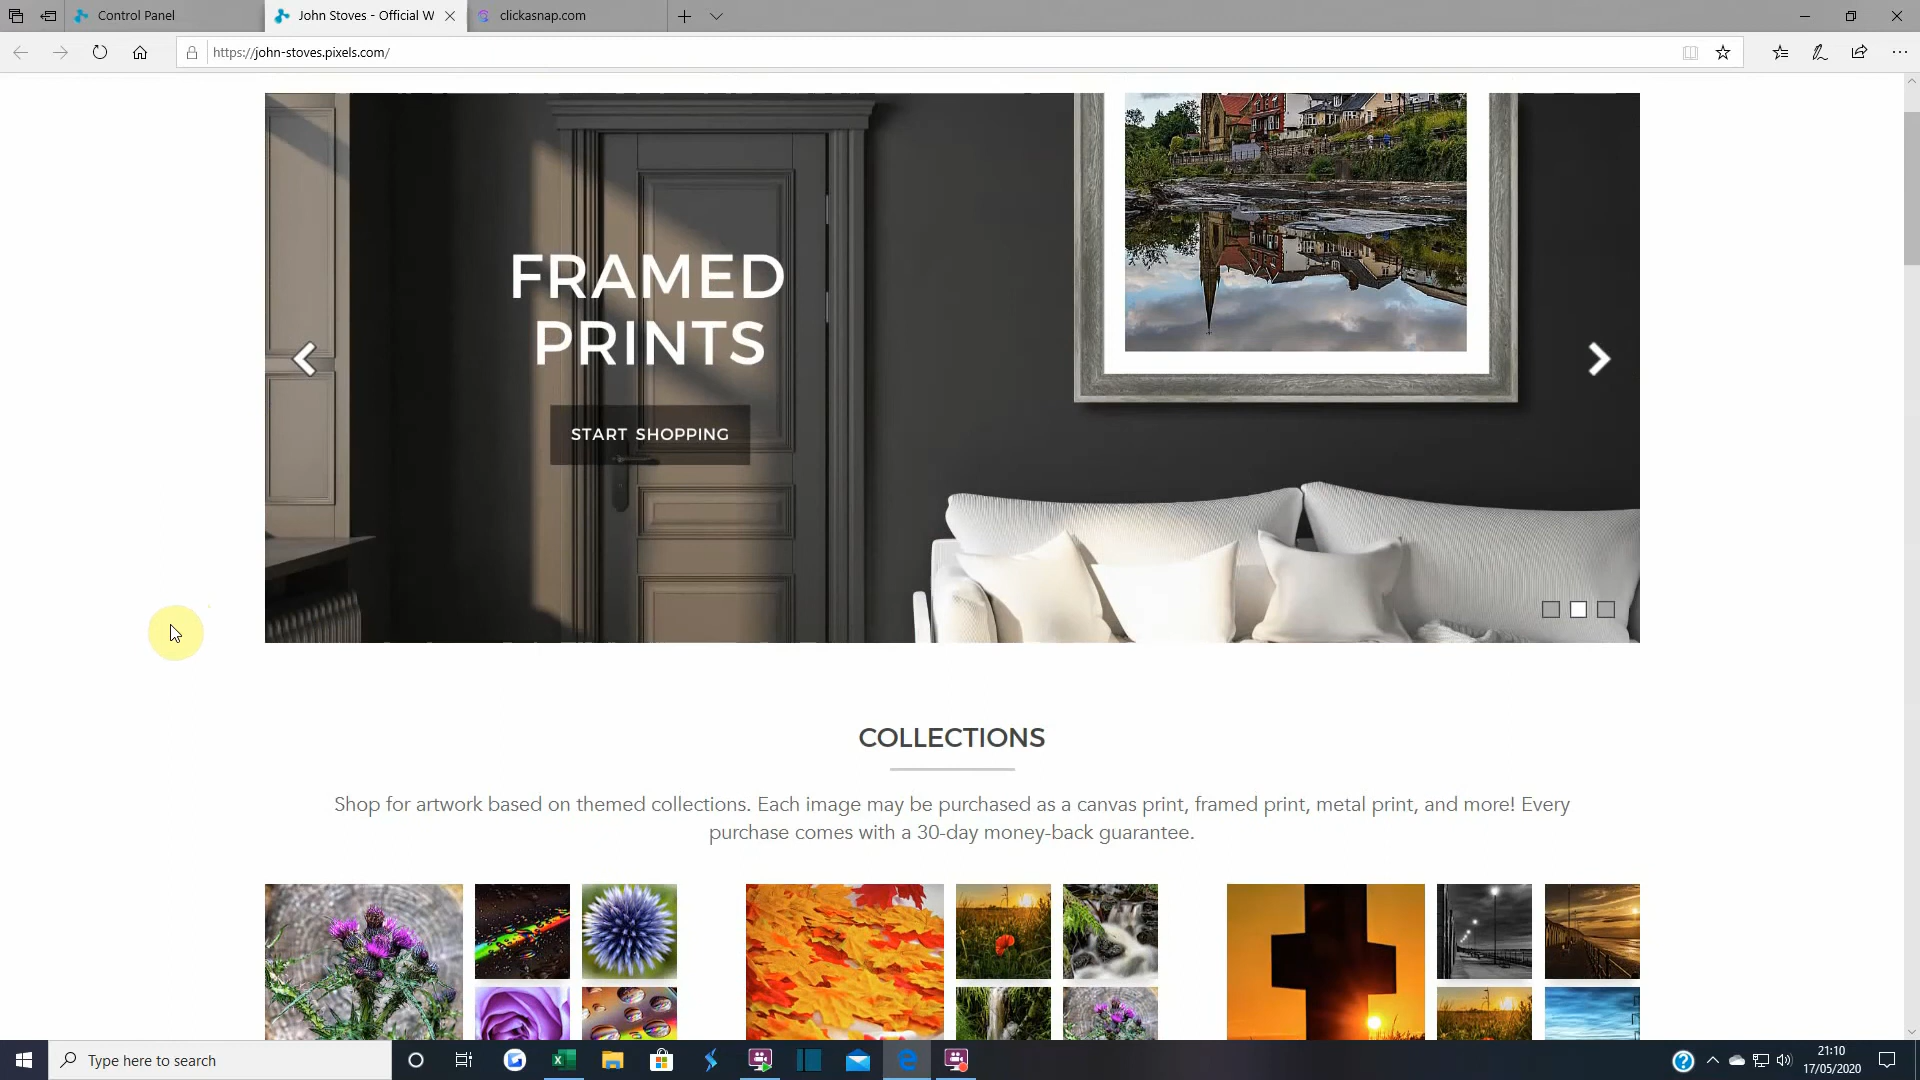 Control Panel
John Stoves - Official W
clickasnap.com
https://john-stoves.pixels.com/
FRAMED
PRINTS
START SHOPPING
COLLECTIONS
Shop for artwork based on themed collections. Each image may be purchased as a canvas print, framed print, metal print, and more! Every
purchase comes with a 30-day money-back guarantee.
Type here to search
21:10
17/05/2020